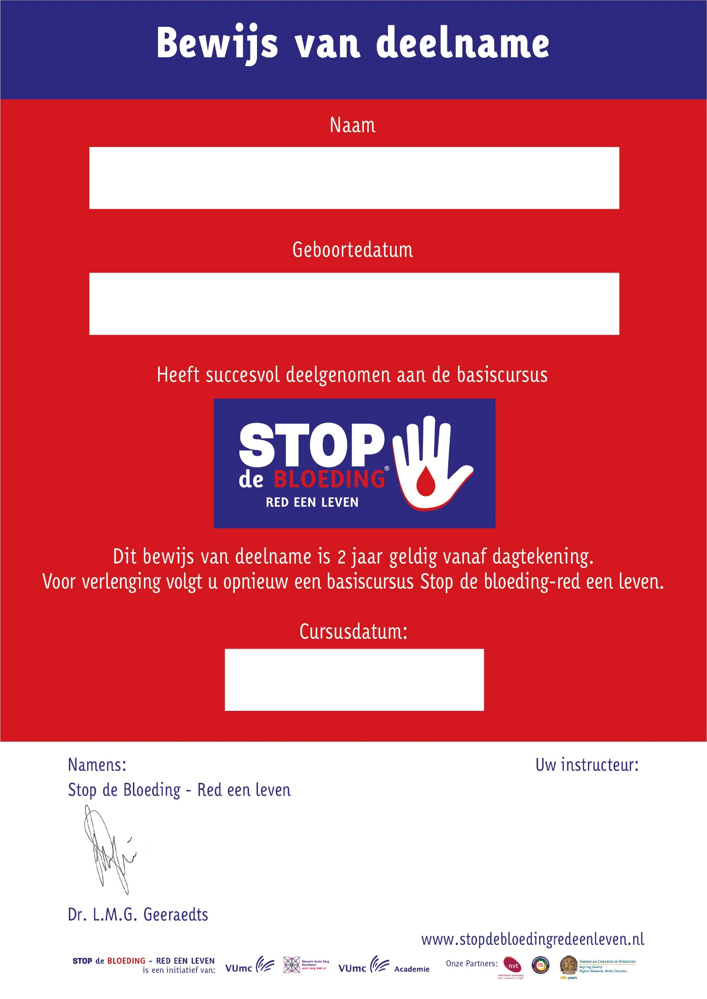 Bewijs van deelname
Naam
Geboortedatum
Heeft succesvol deelgenomen aan de basiscursus
STOP
de BLOEDING®
RED EEN LEVEN
Dit bewijs van deelname is 2 jaar geldig vanaf dagtekening.
Voor verlenging volgt u opnieuw een basiscursus Stop de bloeding-red een leven.
Cursusdatum:
Namens:
Uw instructeur:
Stop de Bloeding - Red een leven
Dr. L.M.G. Geeraedts
www.stopdebloedingredeenleven.nl
STOP de BLOEDING - RED EEN LEVEN
is een initiatief van:
VUmc
Netwerk Acute Zorg
Noordwest
want zorg deel je
VUmc Academie
Onze Partners:
nvt
nederlandse vereniging
voor traumachirurgie
SAVE
A LIFE
AMERICAN COLLEGE OF SURGEONS
Inspiring Quality:
Highest Standards, Better Outcomes
100+years